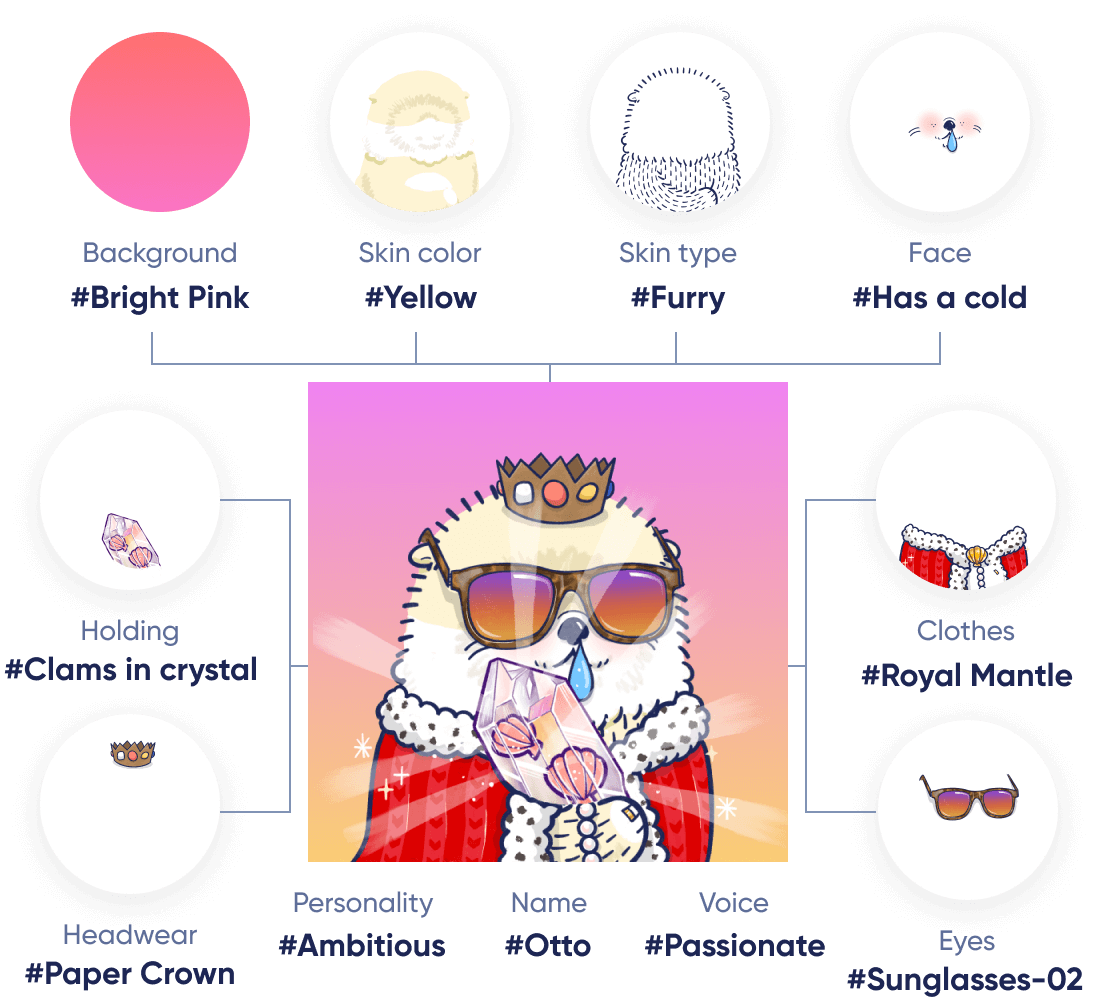 Background
#Bright Pink
Skin color
#Yellow
Skin type
#Furry
Face
#Has a cold
Holding
#Clams in crystal
Clothes
#Royal Mantle
Headwear
#Paper Crown
Personality
#Ambitious
Name
#Otto
Voice
#Passionate
Eyes
#Sunglasses-02